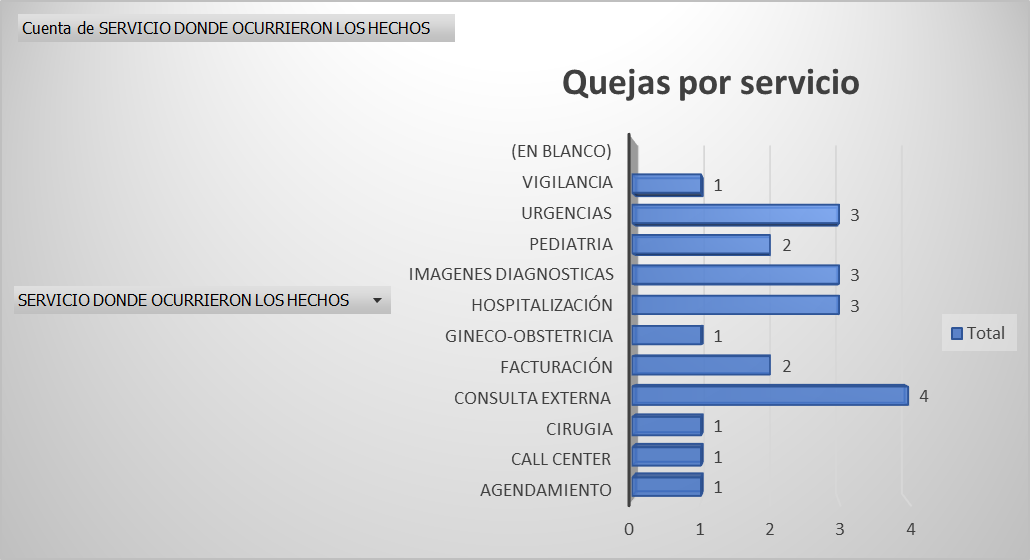 Cuenta de SERVICIO DONDE OCURRIERON LOS HECHOS
Quejas por servicio
(EN BLANCO)
VIGILANCIA 1
URGENCIAS 3
PEDIATRIA 2
IMAGENES DIAGNOSTICAS 3
SERVICIO DONDE OCURRIERON LOS HECHOS
HOSPITALIZACIÓN 3
GINECO-OBSTETRICIA 1
Total
FACTURACIÓN 2
CONSULTA EXTERNA 4
CIRUGIA 1
CALL CENTER 1
AGENDAMIENTO 1
0 1 2 3 4